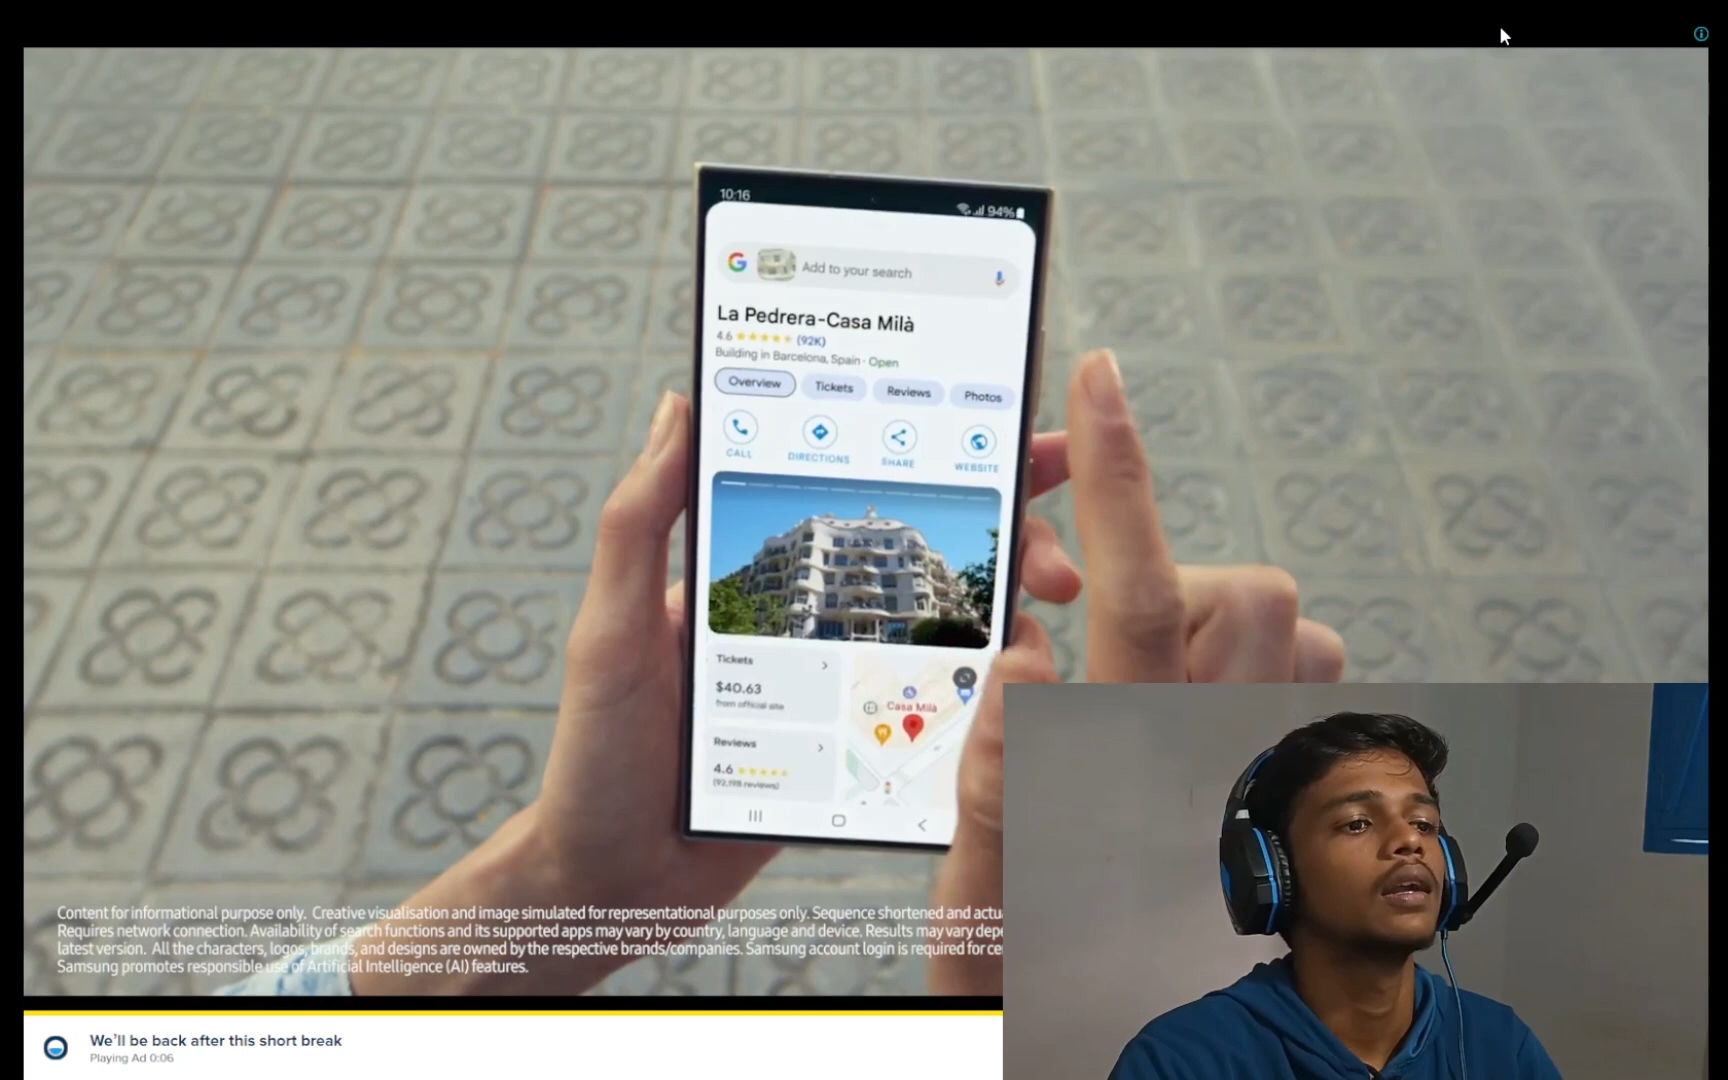 10:16
94%
G Add to your search
La Pedrera-Casa Milà
4.6 (92K)
Building in Barcelona, Spain · Open
Overview Tickets Reviews Photos
CALL DIRECTIONS SHARE WEBSITE
Tickets
$40.63
from official site
Casa Milà
Reviews
4.6
(92,198 reviews)
Content for informational purpose only. Creative visualisation and image simulated for representational purposes only. Sequence shortened and actu
Requires network connection. Availability of search functions and its supported apps may vary by country, language and device. Results may vary depe
latest version. All the characters, logos, brands, and designs are owned by the respective brands/companies. Samsung account login is required for ce
Samsung promotes responsible use of Artificial Intelligence (AI) features.
We'll be back after this short break
Playing Ad 0:06